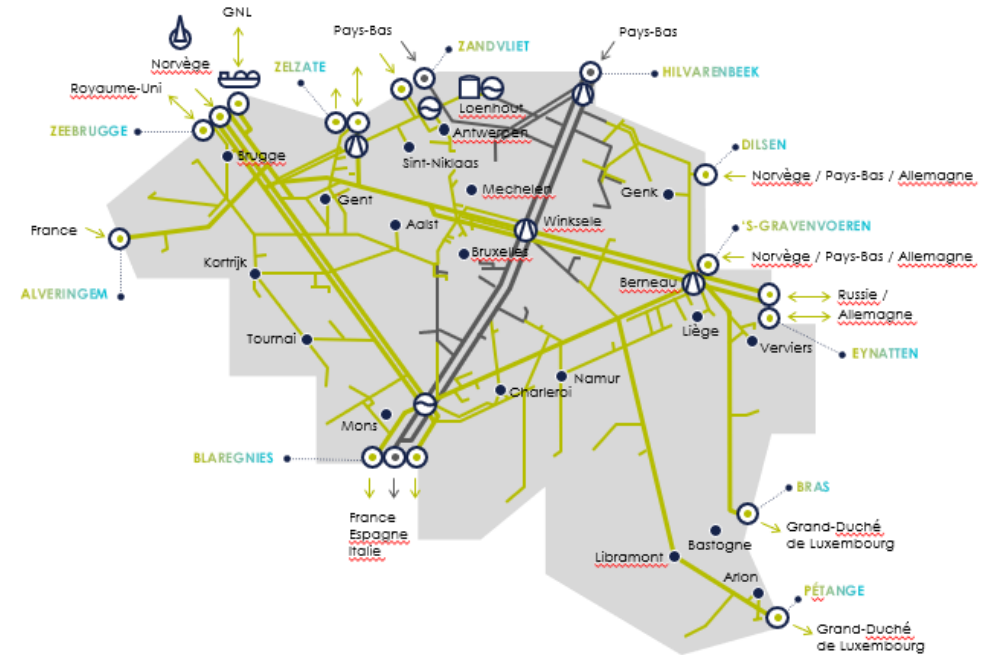 GNL
Pays-Bas
Pays-Bas
ZANDVLIET
Norvège
ZELZATE
HILVARENBEEK
Royaume-Uni
Loenhout
ZEEBRUGGE
Antwerpen
Brugge
Sint-Niklaas
DILSEN
Norvège / Pays-Bas / Allemagne
Mechelen
Genk
Gent
Aalst
Winksele
'S-GRAVENVOEREN
France
Bruxelles
Norvège / Pays-Bas / Allemagne
Kortrijk
Berneau
ALVERINGEM
Russie /
Allemagne
Liège
Tournai
Verviers
EYNATTEN
Namur
Charleroi
Mons
BLAREGNIES
BRAS
France
Espagne
Italie
Grand-Duché
de Luxembourg
Bastogne
Libramont
Arlon
PÉTANGE
Grand-Duché
de Luxembourg